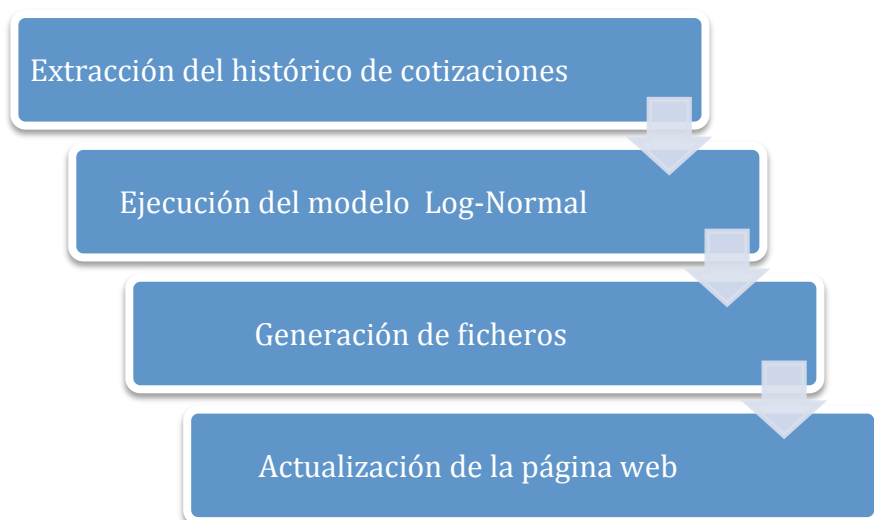 Extracción del histórico de cotizaciones
Ejecución del modelo Log-Normal
Generación de ficheros
Actualización de la página web